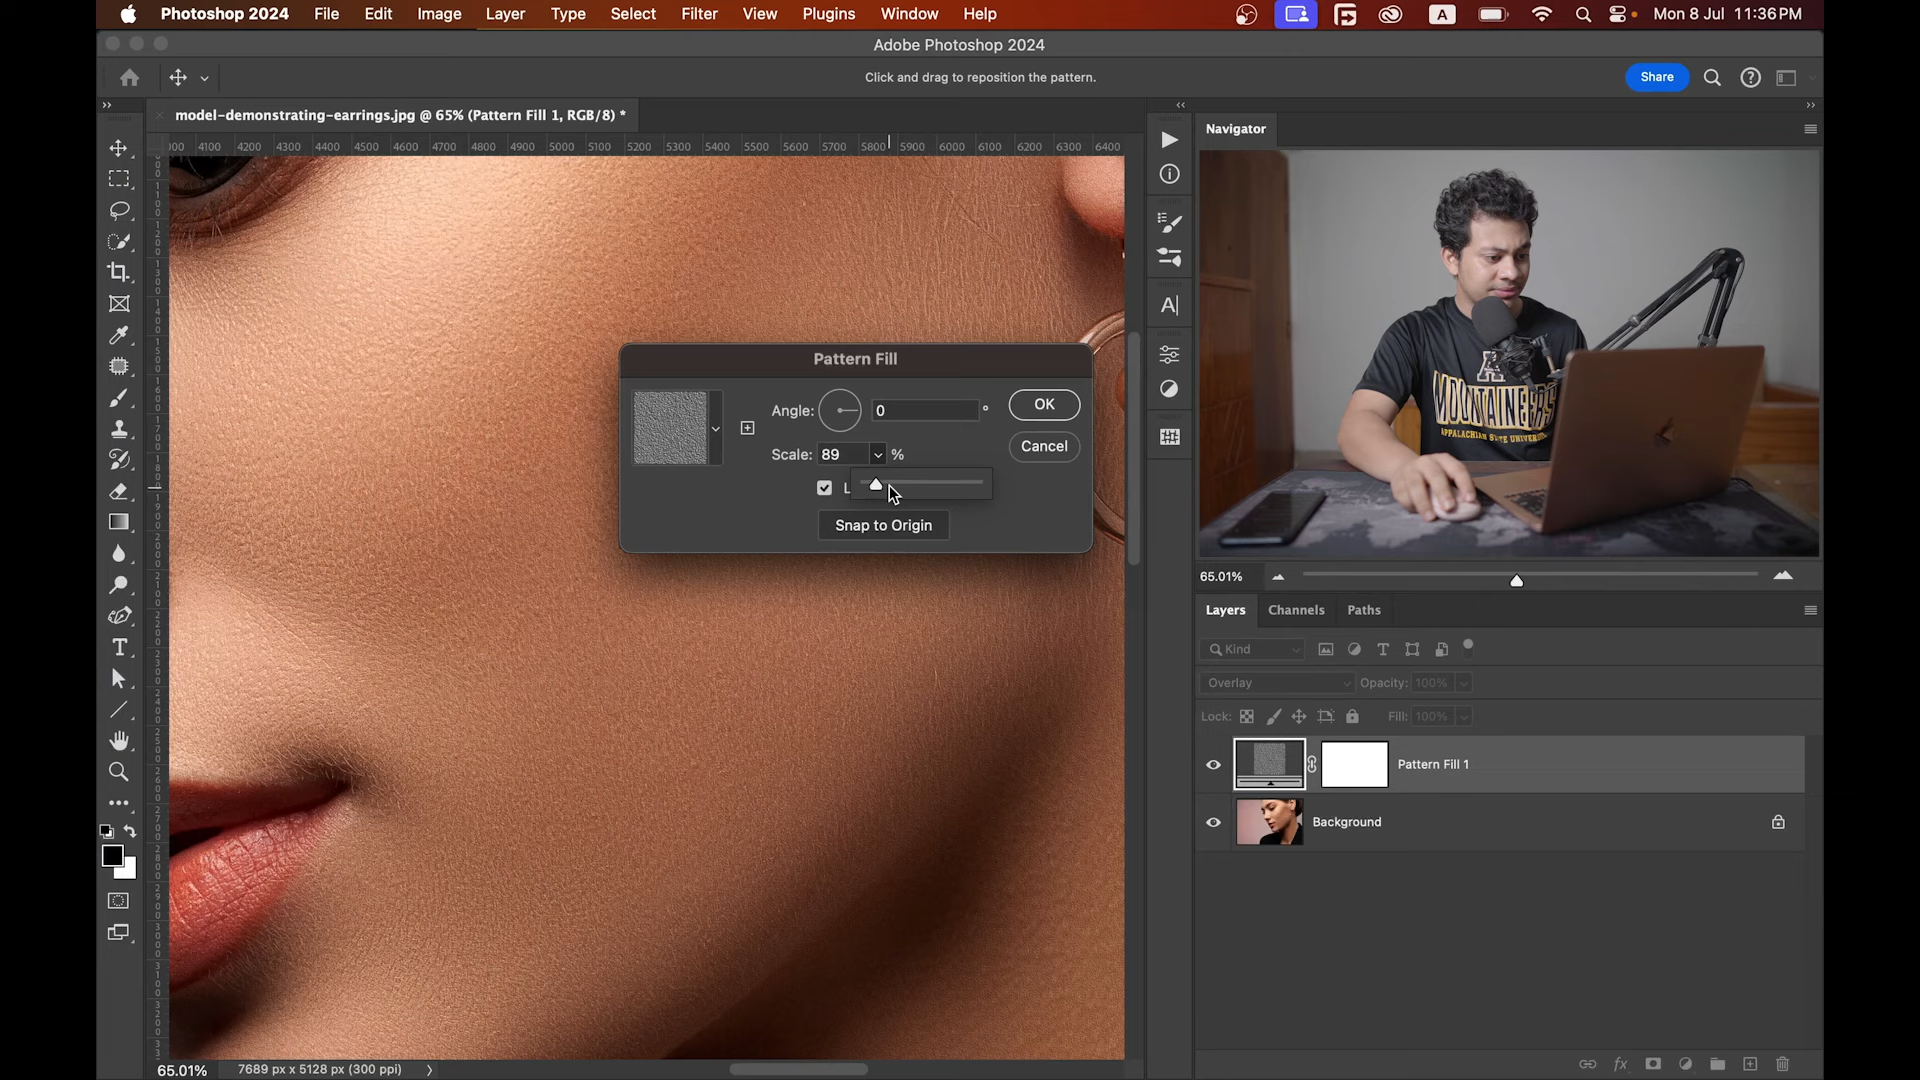 Photoshop 2024 File Edit Image Layer Type Select Filter View Plugins Window Help A Mon 8 Jul 11:36 PM
Adobe Photoshop 2024
Click and drag to reposition the pattern.
Share
model-demonstrating-earrings.jpg @ 65% (Pattern Fill 1, RGB/8) *
Navigator
4100 4200 4300 4400 4500 4600 4700 4800 4900 5000 5100 5200 5300 5400 5500 5600 5700 5800 5900 6000 6100 6200 6300 6400
Pattern Fill
Angle: 0 °
OK
Scale: 89 %
Cancel
L
Snap to Origin
A
MOUNTAINEERS
APPALACHIAN STATE UNIVERSITY
65.01%
Layers Channels Paths
Kind
Overlay Opacity: 100%
Lock: Fill: 100%
Pattern Fill 1
Background
fx
65.01% 7689 px x 5128 px (300 ppi)